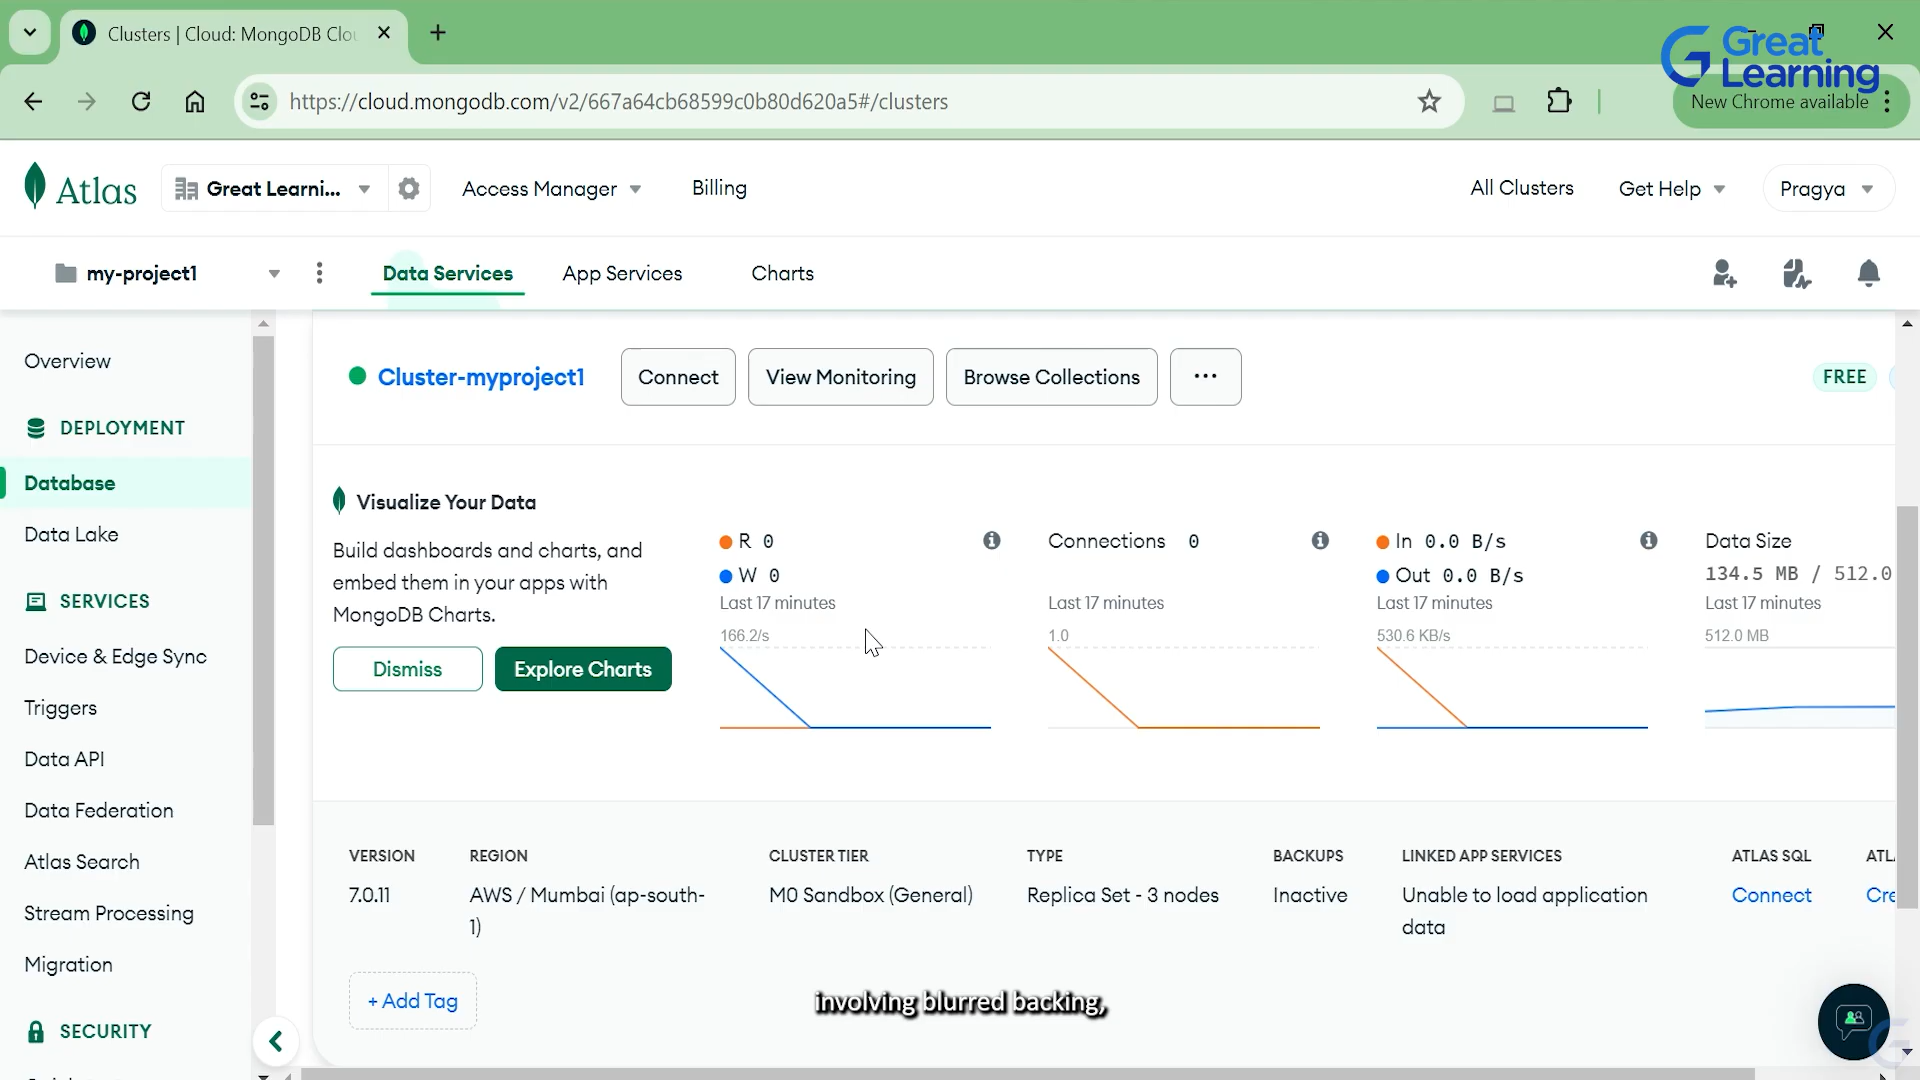 Clusters | Cloud: MongoDB Clou
Great Learning
https://cloud.mongodb.com/v2/667a64cb68599c0b80d620a5#/clusters
New Chrome available
Atlas
Great Learni...
Access Manager
Billing
All Clusters
Get Help
Pragya
my-project1
Data Services
App Services
Charts
Overview
DEPLOYMENT
Database
Data Lake
SERVICES
Device & Edge Sync
Triggers
Data API
Data Federation
Atlas Search
Stream Processing
Migration
SECURITY
Cluster-myproject1
Connect
View Monitoring
Browse Collections
...
FREE
Visualize Your Data
Build dashboards and charts, and
embed them in your apps with
MongoDB Charts.
Dismiss
Explore Charts
R 0
W 0
Last 17 minutes
166.2/s
Connections 0
Last 17 minutes
1.0
In 0.0 B/s
Out 0.0 B/s
Last 17 minutes
530.6 KB/s
Data Size
134.5 MB / 512.0
Last 17 minutes
512.0 MB
VERSION
7.0.11
REGION
AWS / Mumbai (ap-south-
1)
CLUSTER TIER
M0 Sandbox (General)
TYPE
Replica Set - 3 nodes
BACKUPS
Inactive
LINKED APP SERVICES
Unable to load application
data
ATLAS SQL
Connect
ATL
Cre
+ Add Tag
involving blurred backing,